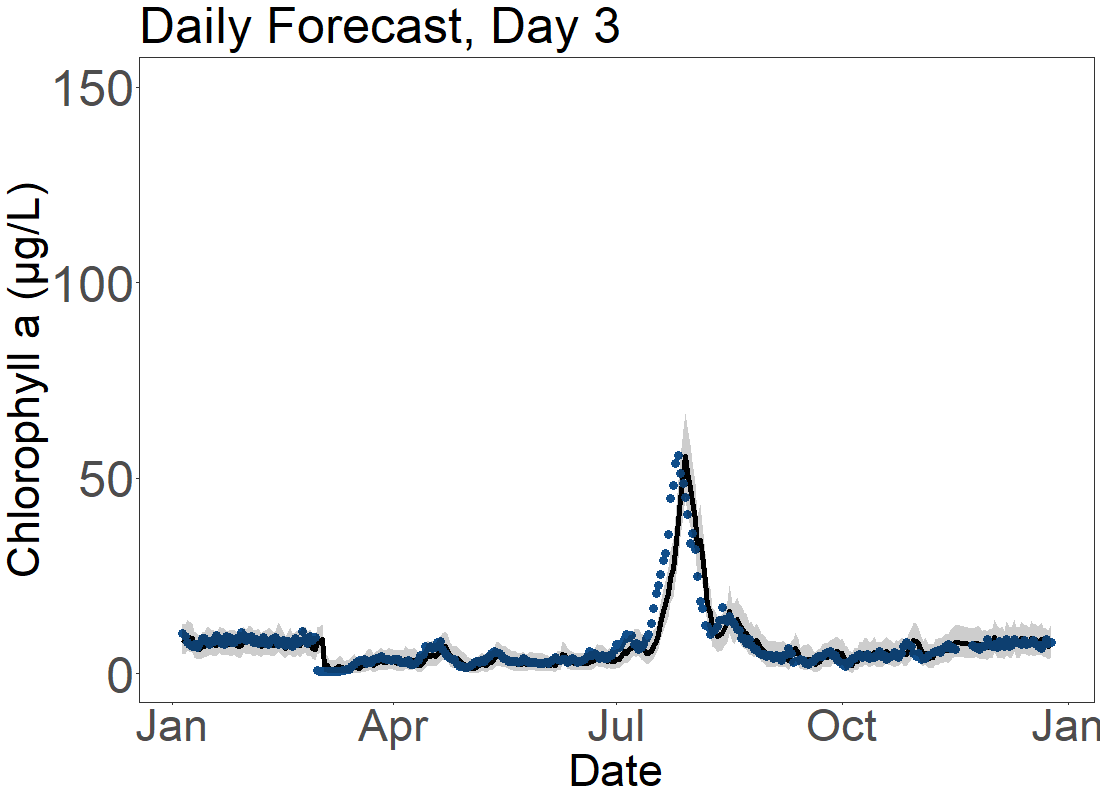 Daily Forecast, Day 3
Chlorophyll a (µg/L)
150
100
50
0
Jan Apr Jul Oct Jan
Date